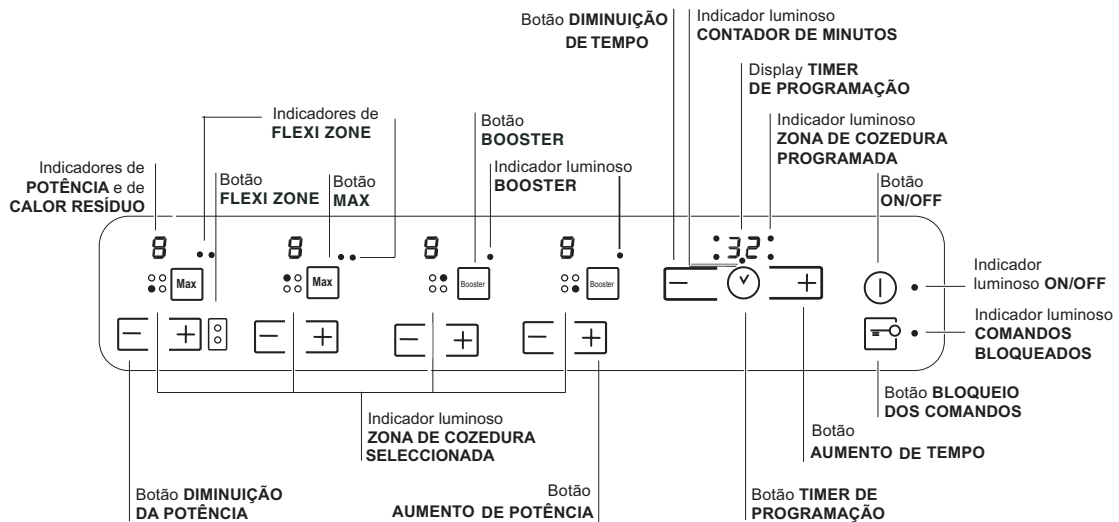 Botão DIMINUIÇÃO
DE TEMPO
Indicador luminoso
CONTADOR DE MINUTOS
Display TIMER
DE PROGRAMAÇÃO
Indicadores de
FLEXI ZONE
Botão
BOOSTER
Indicador luminoso
ZONA DE COZEDURA
PROGRAMADA
Indicadores de
POTÊNCIA e de
CALOR RESÍDUO
Botão
FLEXI ZONE
Botão
MAX
Indicador luminoso
BOOSTER
Botão
ON/OFF
8
8
8
8
32
Max
Max
Booster
Booster
Indicador
luminoso ON/OFF
Indicador luminoso
COMANDOS
BLOQUEADOS
Botão BLOQUEIO
DOS COMANDOS
Indicador luminoso
ZONA DE COZEDURA
SELECCIONADA
Botão
AUMENTO DE TEMPO
Botão DIMINUIÇÃO
DA POTÊNCIA
Botão
AUMENTO DE POTÊNCIA
Botão TIMER DE
PROGRAMAÇÃO